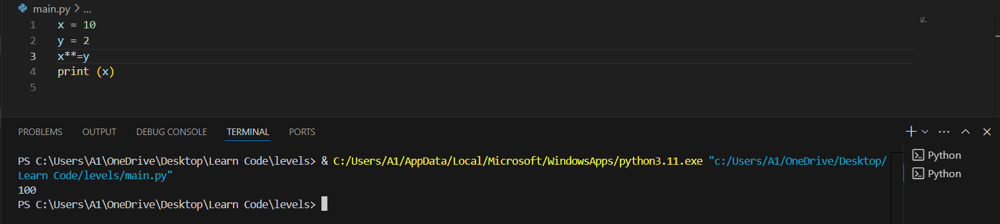 main.py > ...
1 x = 10
2 y = 2
3 x**=y
4 print (x)
5
PROBLEMS OUTPUT DEBUG CONSOLE TERMINAL PORTS
PS C:\Users\A1\OneDrive\Desktop\Learn Code\levels> & C:/Users/A1/AppData/Local/Microsoft/WindowsApps/python3.11.exe "c:/Users/A1/OneDrive/Desktop/
Learn Code/levels/main.py"
100
PS C:\Users\A1\OneDrive\Desktop\Learn Code\levels>
Python
Python